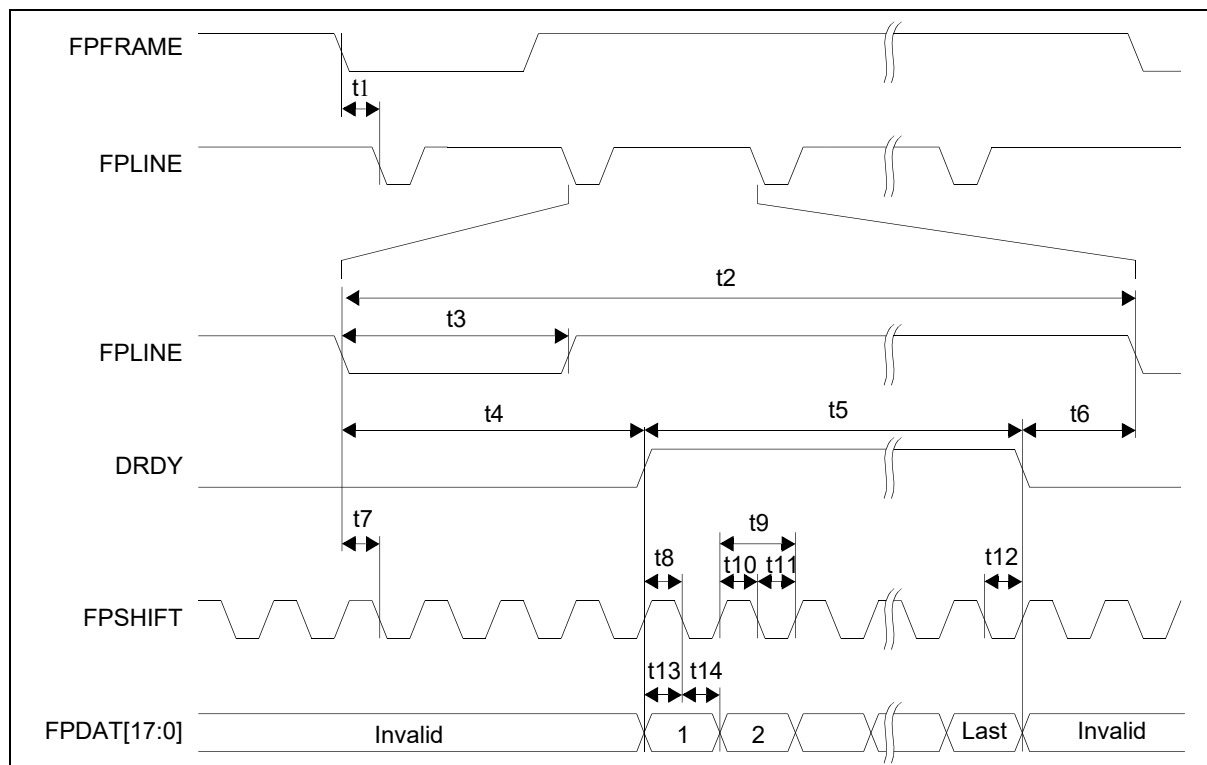 FPFRAME
t1
FPLINE
t2
t3
FPLINE
t4 t5 t6
DRDY
t7 t9
t8 t10 t11 t12
FPSHIFT
t13 t14
FPDAT[17:0] Invalid 1 2 Last Invalid